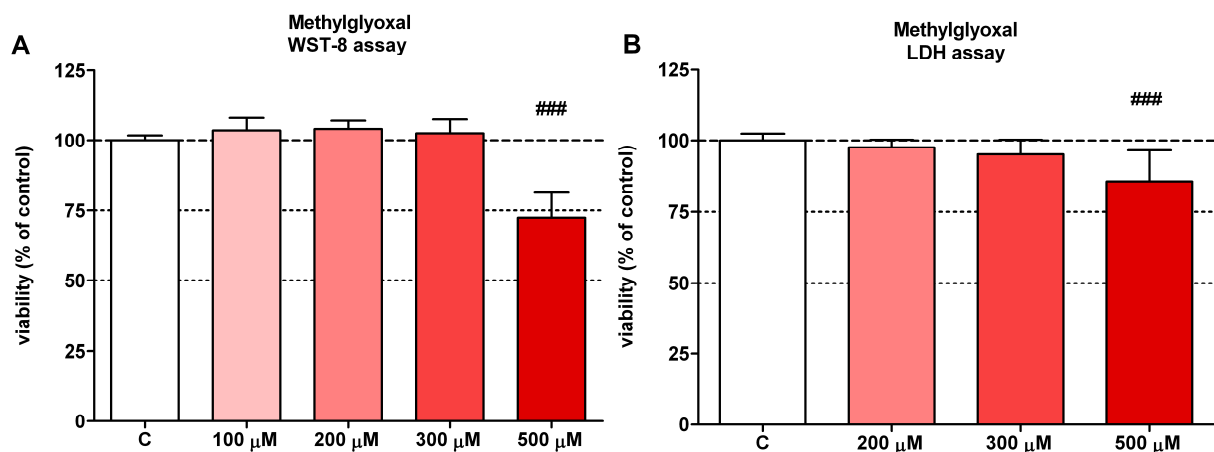 A
Methylglyoxal
WST-8 assay
viability (% of control)
125
100
75
50
25
0
###
C
100 μM
200 μM
300 μM
500 μM
B
Methylglyoxal
LDH assay
viability (% of control)
125
100
75
50
25
0
###
C
200 μM
300 μM
500 μM